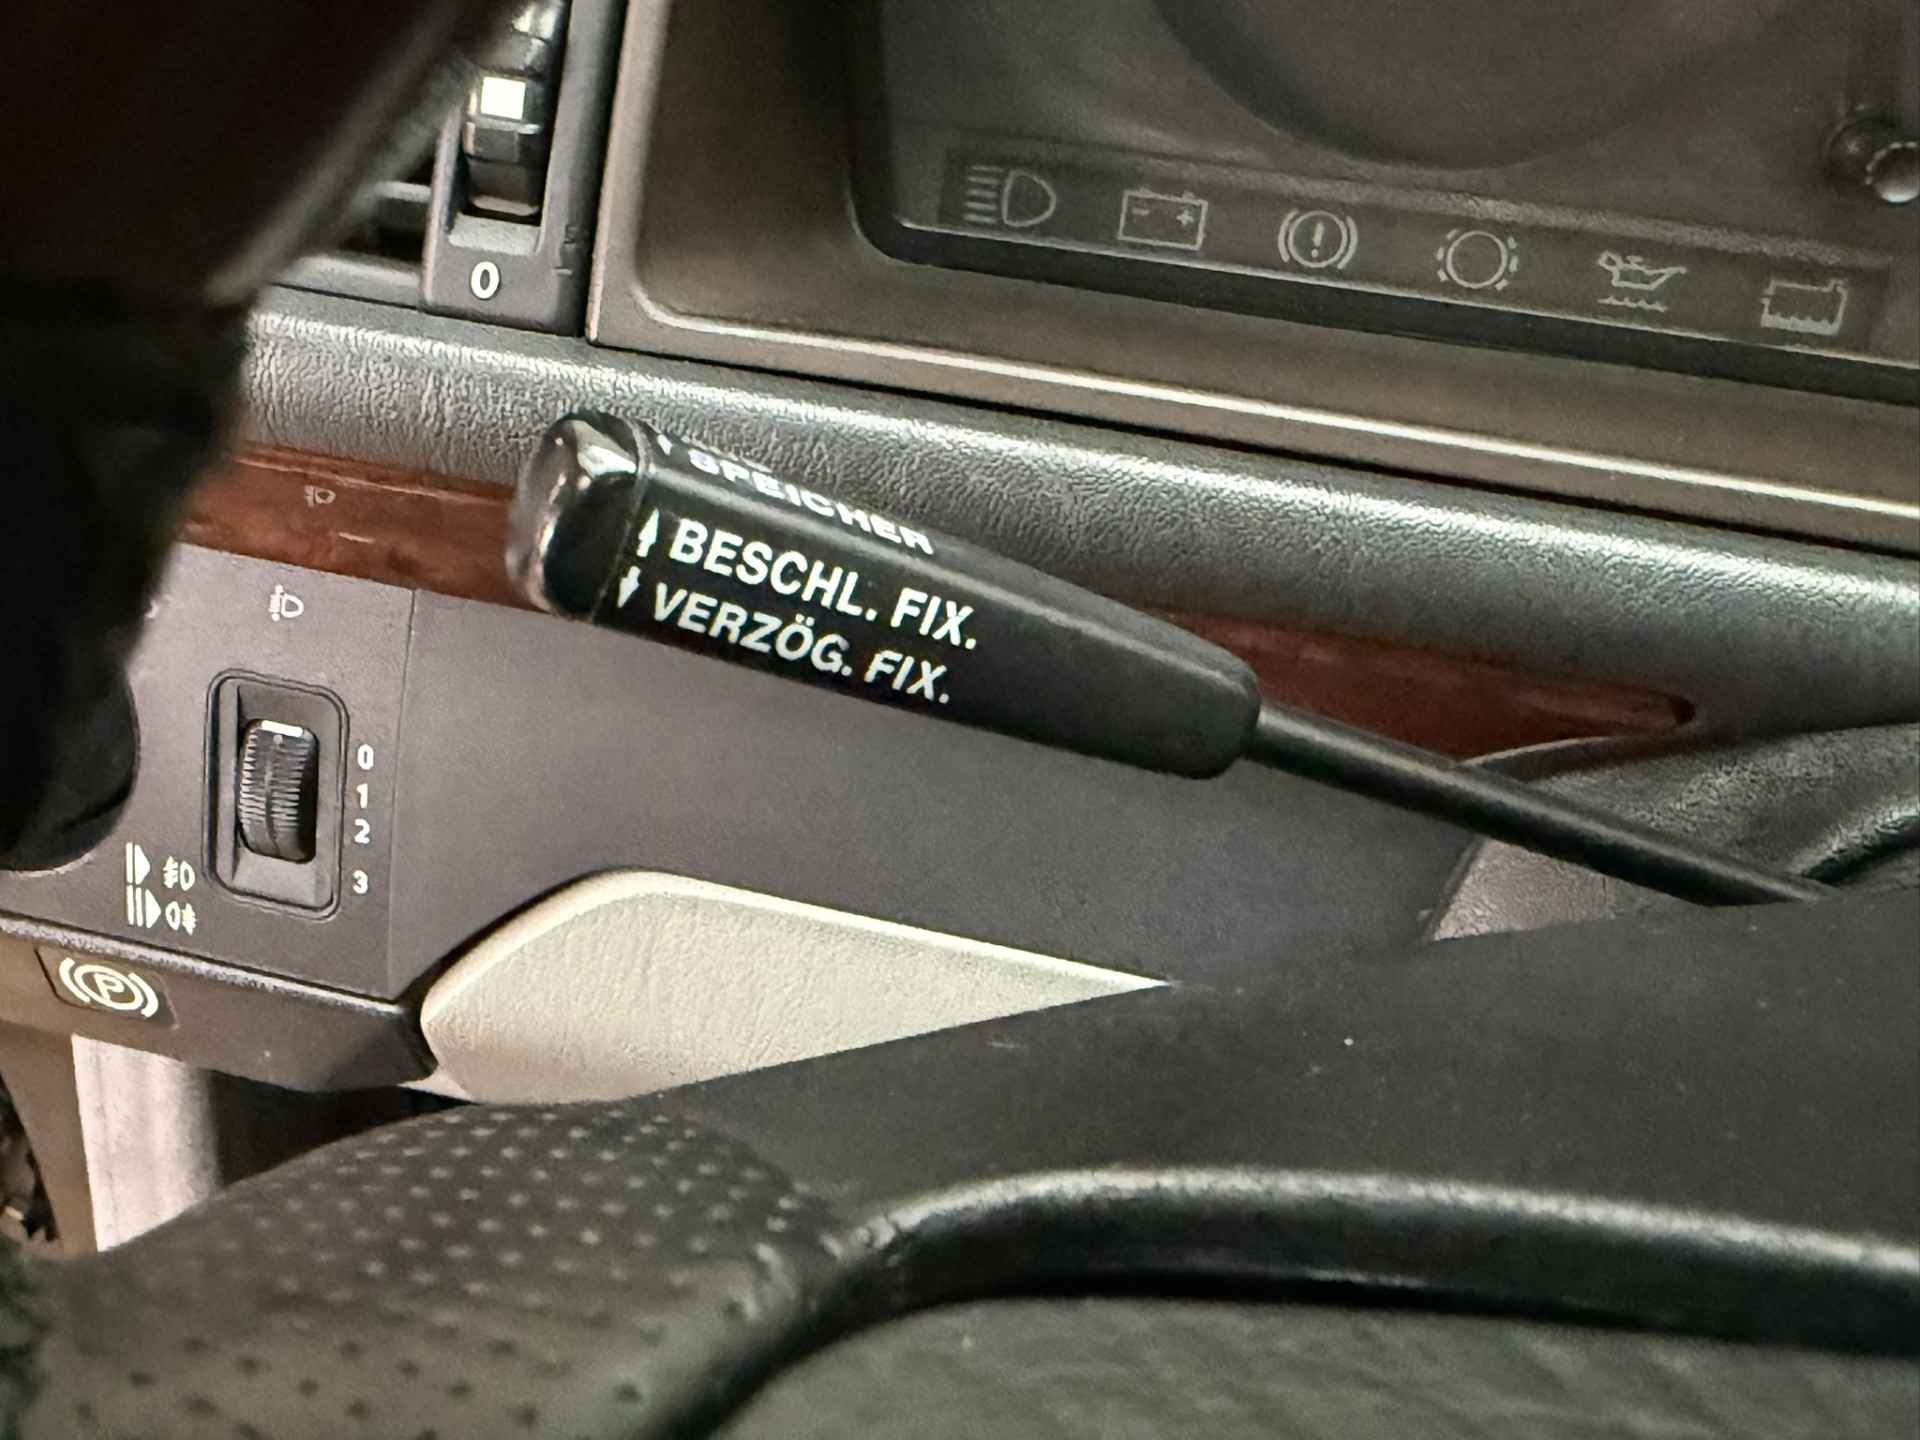 0
SPEICHER
BESCHL. FIX.
VERZÖG. FIX.
0
1
2
3
P